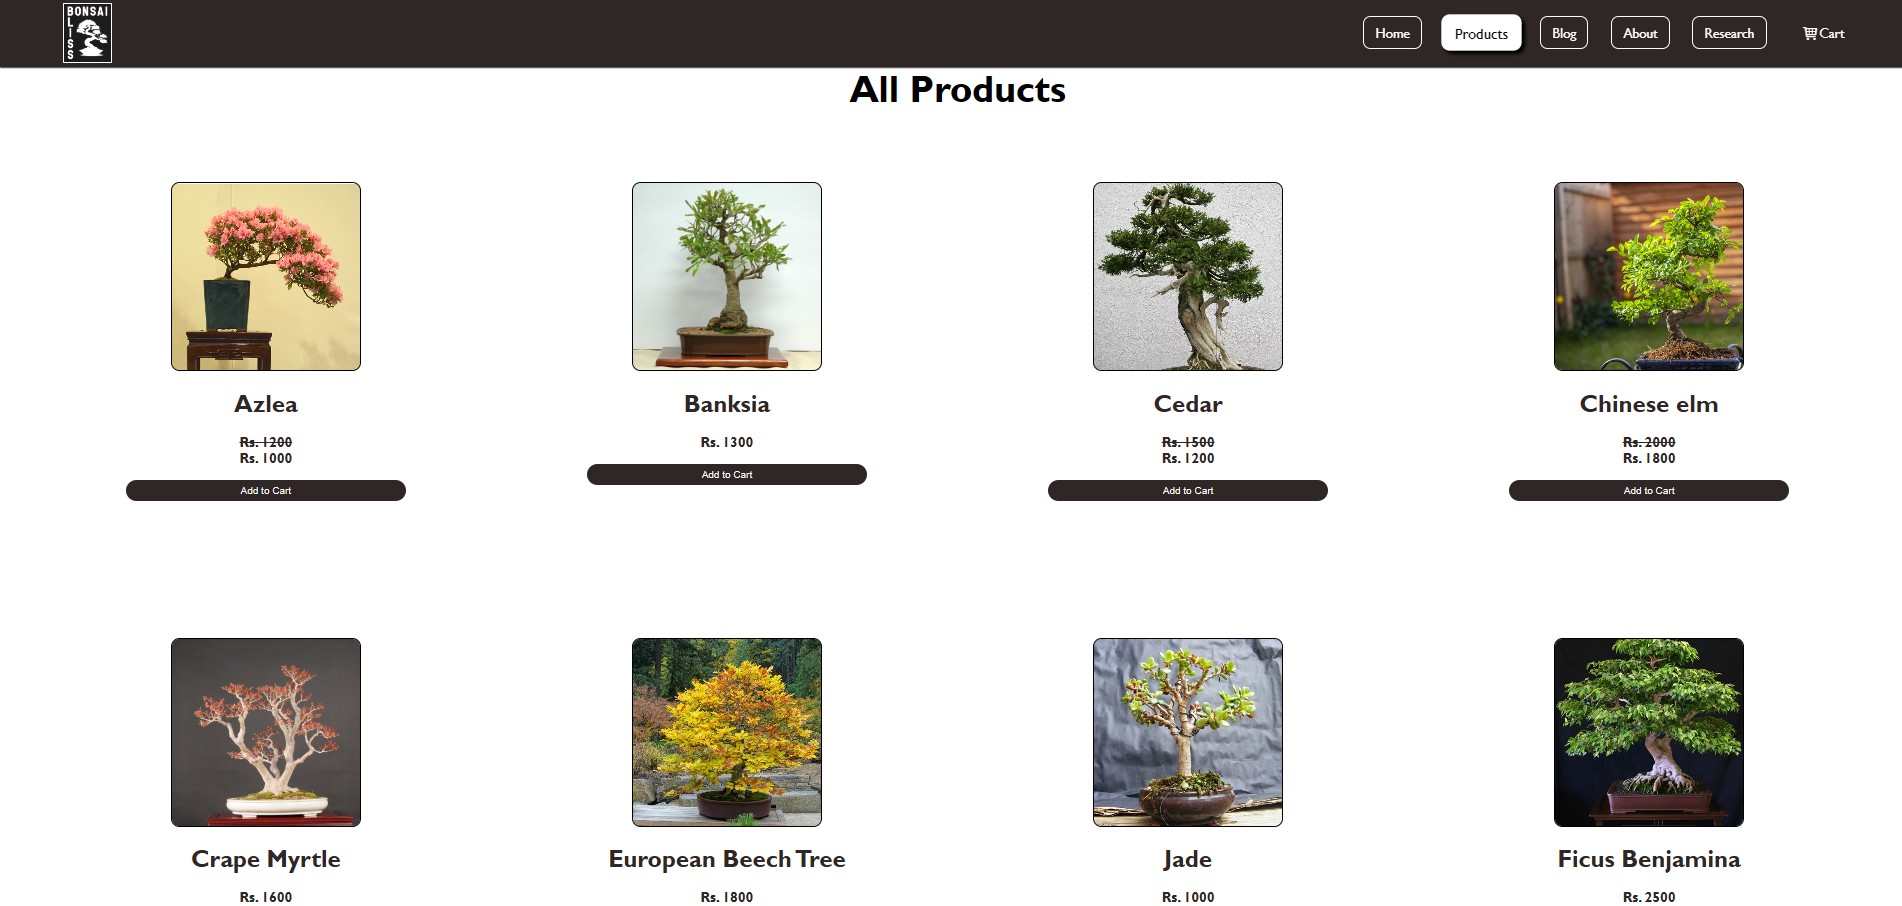 BONSAI
LISS
Home Products Blog About Research Cart
All Products
Azlea Banksia Cedar Chinese elm
Rs. 1200 Rs. 1300 Rs. 1500 Rs. 2000
Rs. 1000 Rs. 1200 Rs. 1800
Add to Cart Add to Cart Add to Cart Add to Cart
Crape Myrtle European Beech Tree Jade Ficus Benjamina
Rs. 1600 Rs. 1800 Rs. 1000 Rs. 2500